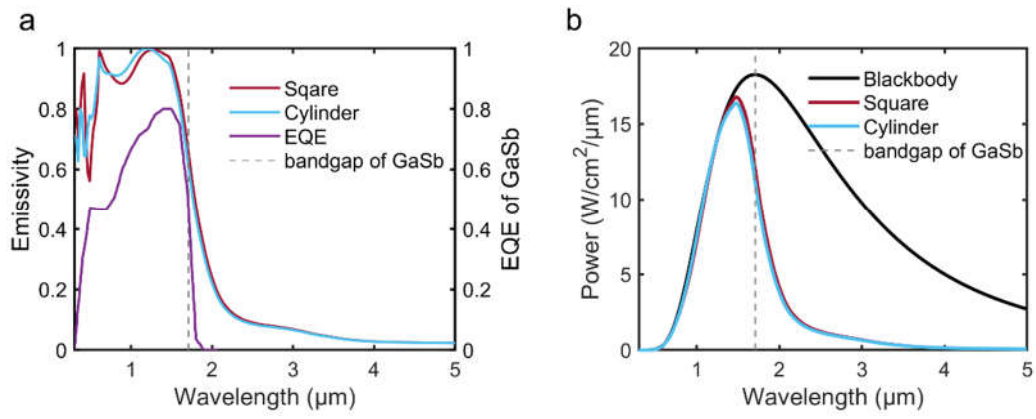 a
1
0.8
0.6
0.4
0.2
0
Emissivity
Sqare
Cylinder
EQE
bandgap of GaSb
1
0.8
0.6
0.4
0.2
0
EQE of GaSb
1 2 3 4 5
Wavelength (μm)
b
20
15
10
5
0
Power (W/cm²/μm)
Blackbody
Square
Cylinder
bandgap of GaSb
1 2 3 4 5
Wavelength (μm)